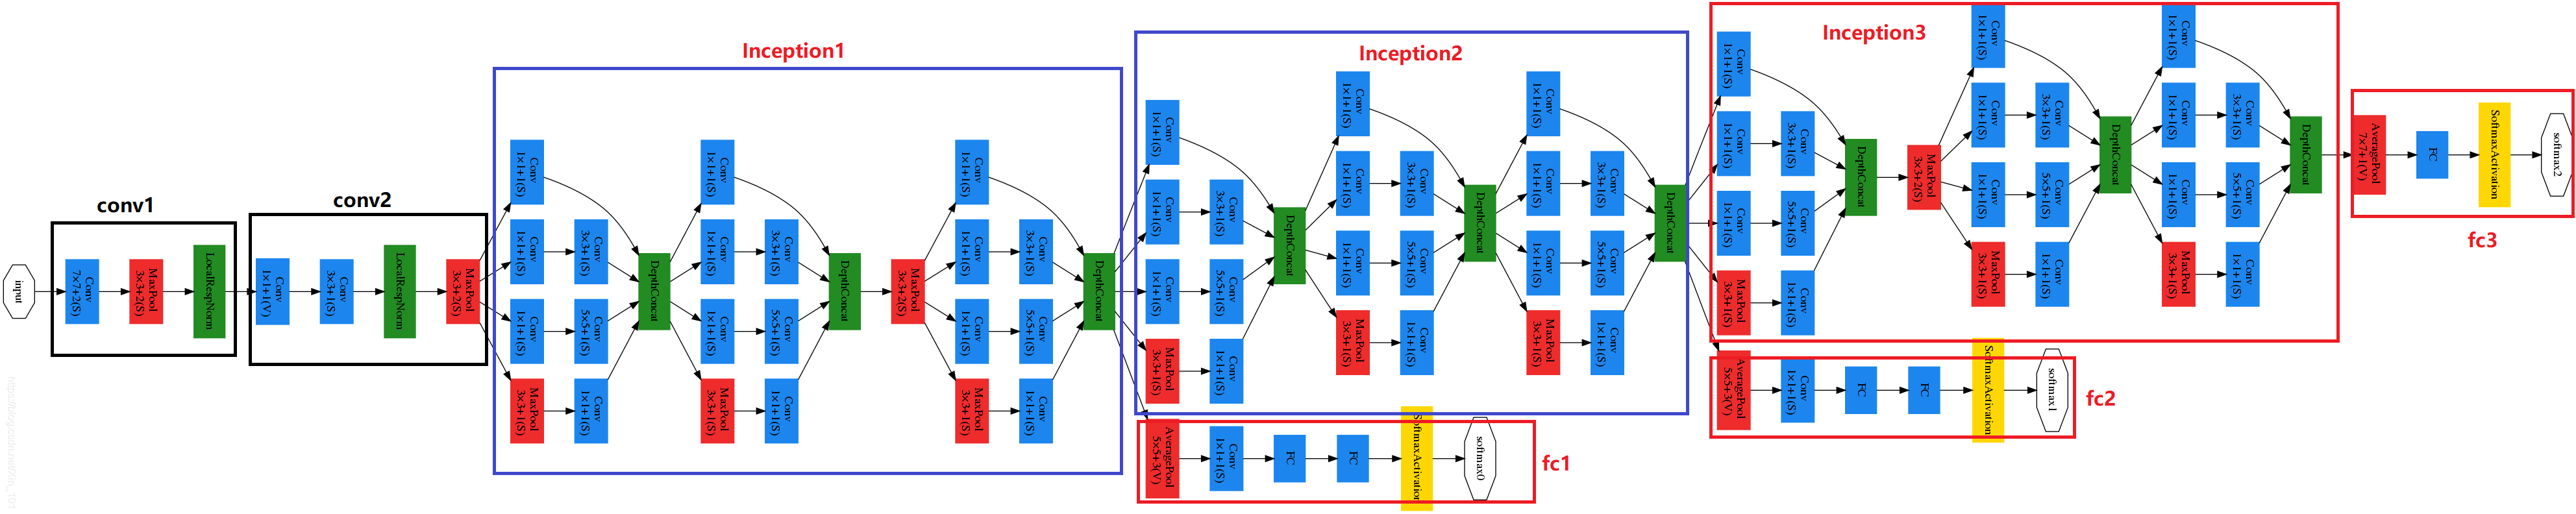 input
conv1
Conv
7×7+2(S)
MaxPool
3×3+2(S)
LocalRespNorm
conv2
Conv
1×1+1(V)
Conv
3×3+1(S)
LocalRespNorm
MaxPool
3×3+2(S)
Inception1
Conv
1×1+1(S)
Conv
1×1+1(S)
Conv
1×1+1(S)
MaxPool
3×3+1(S)
Conv
3×3+1(S)
Conv
5×5+1(S)
Conv
1×1+1(S)
DepthConcat
Conv
1×1+1(S)
Conv
1×1+1(S)
Conv
1×1+1(S)
MaxPool
3×3+1(S)
Conv
3×3+1(S)
Conv
5×5+1(S)
Conv
1×1+1(S)
DepthConcat
MaxPool
3×3+2(S)
Conv
1×1+1(S)
Conv
1×1+1(S)
Conv
1×1+1(S)
MaxPool
3×3+1(S)
Conv
3×3+1(S)
Conv
5×5+1(S)
Conv
1×1+1(S)
DepthConcat
Inception2
Conv
1×1+1(S)
Conv
1×1+1(S)
Conv
1×1+1(S)
MaxPool
3×3+1(S)
Conv
3×3+1(S)
Conv
5×5+1(S)
Conv
1×1+1(S)
DepthConcat
Conv
1×1+1(S)
Conv
1×1+1(S)
Conv
1×1+1(S)
MaxPool
3×3+1(S)
Conv
3×3+1(S)
Conv
5×5+1(S)
Conv
1×1+1(S)
DepthConcat
Conv
1×1+1(S)
Conv
1×1+1(S)
Conv
1×1+1(S)
MaxPool
3×3+1(S)
Conv
3×3+1(S)
Conv
5×5+1(S)
Conv
1×1+1(S)
DepthConcat
AveragePool
5×5+3(V)
Conv
1×1+1(S)
FC
FC
SoftmaxActivation
softmax0
fc1
Inception3
Conv
1×1+1(S)
Conv
1×1+1(S)
Conv
1×1+1(S)
MaxPool
3×3+1(S)
Conv
3×3+1(S)
Conv
5×5+1(S)
Conv
1×1+1(S)
DepthConcat
MaxPool
3×3+2(S)
Conv
1×1+1(S)
Conv
1×1+1(S)
Conv
1×1+1(S)
MaxPool
3×3+1(S)
Conv
3×3+1(S)
Conv
5×5+1(S)
Conv
1×1+1(S)
DepthConcat
Conv
1×1+1(S)
Conv
1×1+1(S)
Conv
1×1+1(S)
MaxPool
3×3+1(S)
Conv
3×3+1(S)
Conv
5×5+1(S)
Conv
1×1+1(S)
DepthConcat
AveragePool
5×5+3(V)
Conv
1×1+1(S)
FC
FC
SoftmaxActivation
softmax1
fc2
AveragePool
7×7+1(V)
FC
SoftmaxActivation
softmax2
fc3